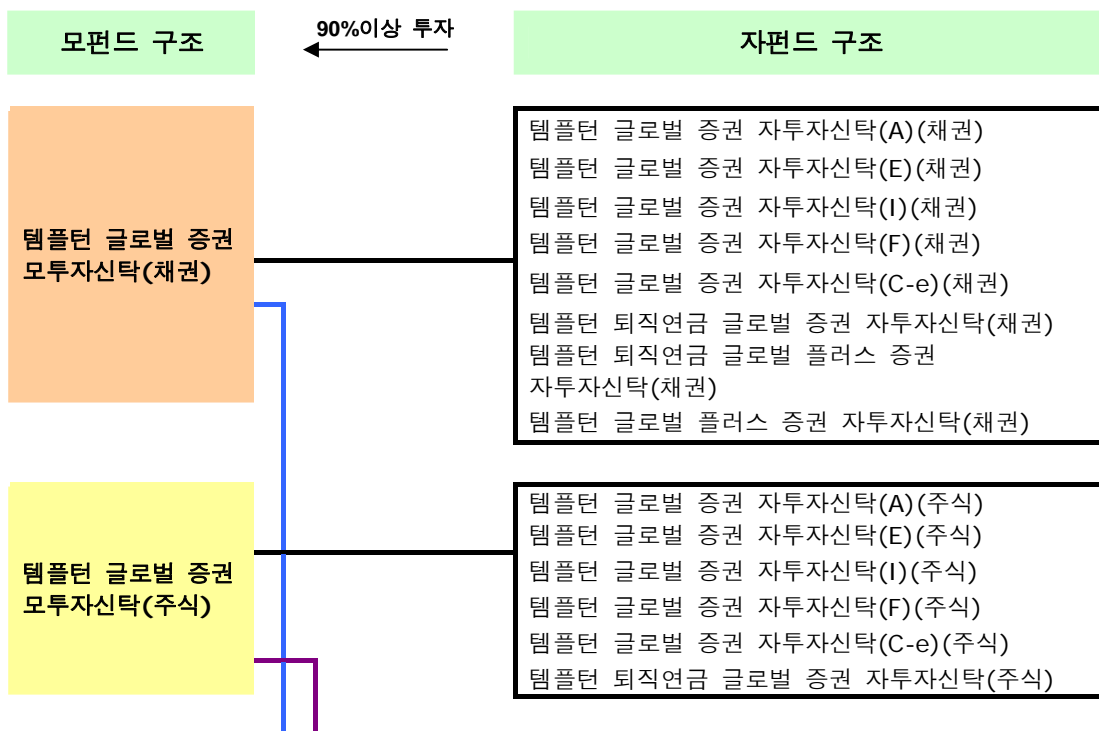 모펀드 구조
90%이상 투자
자펀드 구조
템플턴 글로벌 증권
모투자신탁(채권)
템플턴 글로벌 증권 자투자신탁(A)(채권)
템플턴 글로벌 증권 자투자신탁(E)(채권)
템플턴 글로벌 증권 자투자신탁(I)(채권)
템플턴 글로벌 증권 자투자신탁(F)(채권)
템플턴 글로벌 증권 자투자신탁(C-e)(채권)
템플턴 퇴직연금 글로벌 증권 자투자신탁(채권)
템플턴 퇴직연금 글로벌 플러스 증권
자투자신탁(채권)
템플턴 글로벌 플러스 증권 자투자신탁(채권)
템플턴 글로벌 증권
모투자신탁(주식)
템플턴 글로벌 증권 자투자신탁(A)(주식)
템플턴 글로벌 증권 자투자신탁(E)(주식)
템플턴 글로벌 증권 자투자신탁(I)(주식)
템플턴 글로벌 증권 자투자신탁(F)(주식)
템플턴 글로벌 증권 자투자신탁(C-e)(주식)
템플턴 퇴직연금 글로벌 증권 자투자신탁(주식)